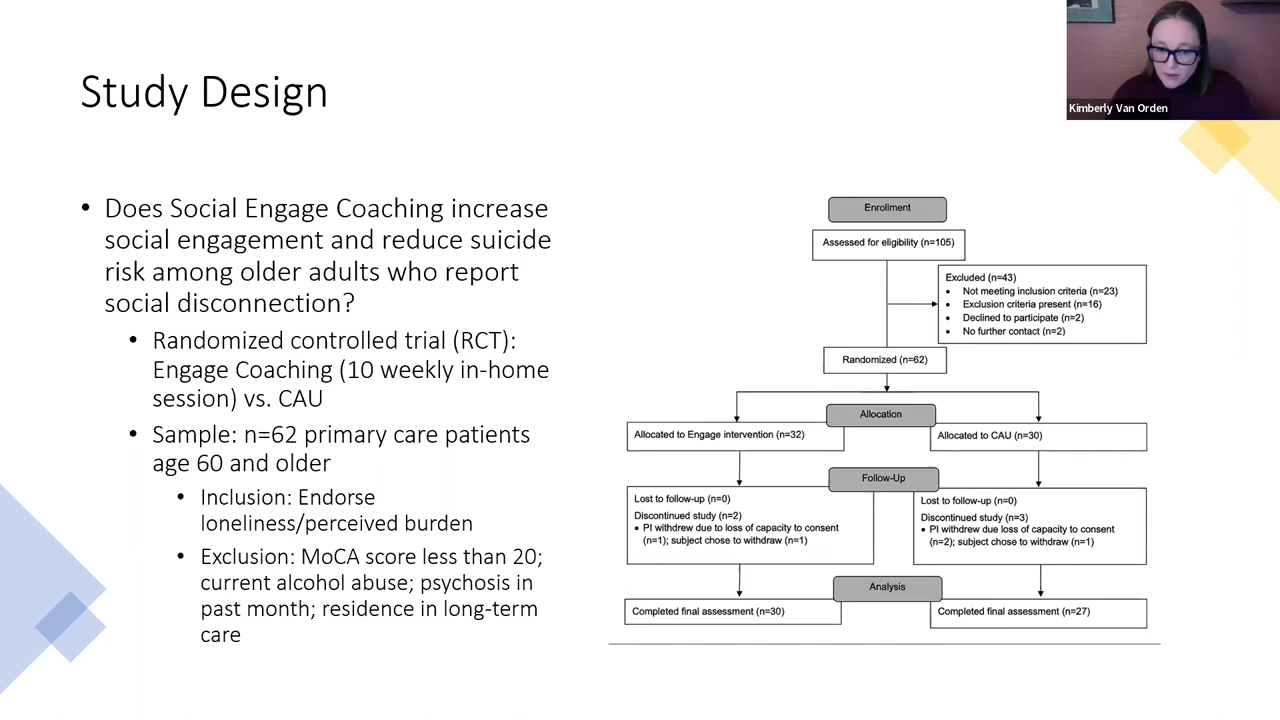 Study Design
• Does Social Engage Coaching increase
social engagement and reduce suicide
risk among older adults who report
social disconnection?
• Randomized controlled trial (RCT):
Engage Coaching (10 weekly in-home
session) vs. CAU
• Sample: n=62 primary care patients
age 60 and older
• Inclusion: Endorse
loneliness/perceived burden
• Exclusion: MoCA score less than 20;
current alcohol abuse; psychosis in
past month; residence in long-term
care
Enrollment
Assessed for eligibility (n=105)
Excluded (n=43)
• Not meeting inclusion criteria (n=23)
• Exclusion criteria present (n=16)
• Declined to participate (n=2)
• No further contact (n=2)
Randomized (n=62)
Allocation
Allocated to Engage intervention (n=32)
Allocated to CAU (n=30)
Follow-Up
Lost to follow-up (n=0)
Discontinued study (n=2)
• PI withdrew due to loss of capacity to consent
(n=1); subject chose to withdraw (n=1)
Lost to follow-up (n=0)
Discontinued study (n=3)
• PI withdrew due to loss of capacity to consent
(n=2); subject chose to withdraw (n=1)
Analysis
Completed final assessment (n=30)
Completed final assessment (n=27)
Kimberly Van Orden